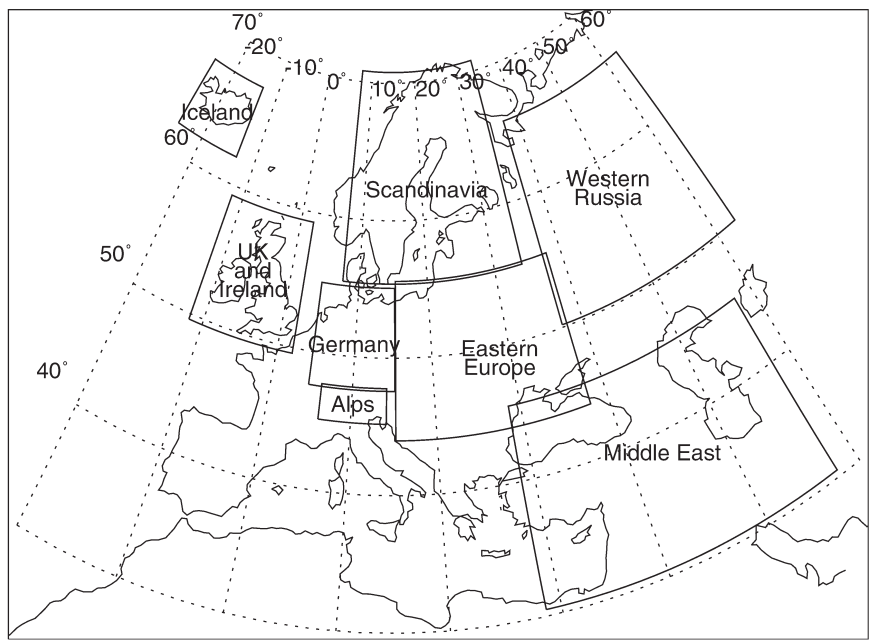 70°
60°
-20°
-10°
50°
40°
0°
10° 20° 30°
Iceland
60°
Western
Russia
Scandinavia
50°
UK
and
Ireland
Germany
Eastern
Europe
40°
Alps
Middle East